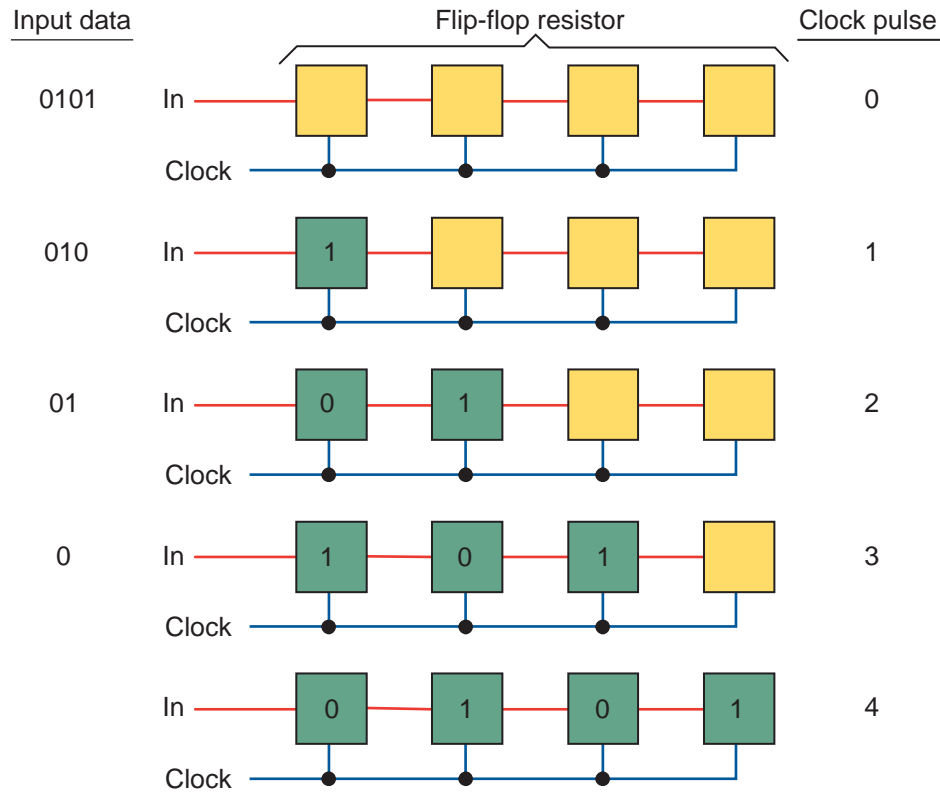 Input data Flip-flop resistor Clock pulse
0101 In 0
Clock
010 In 1 1
Clock
01 In 0 1 2
Clock
0 In 1 0 1 3
Clock
In 0 1 0 1 4
Clock